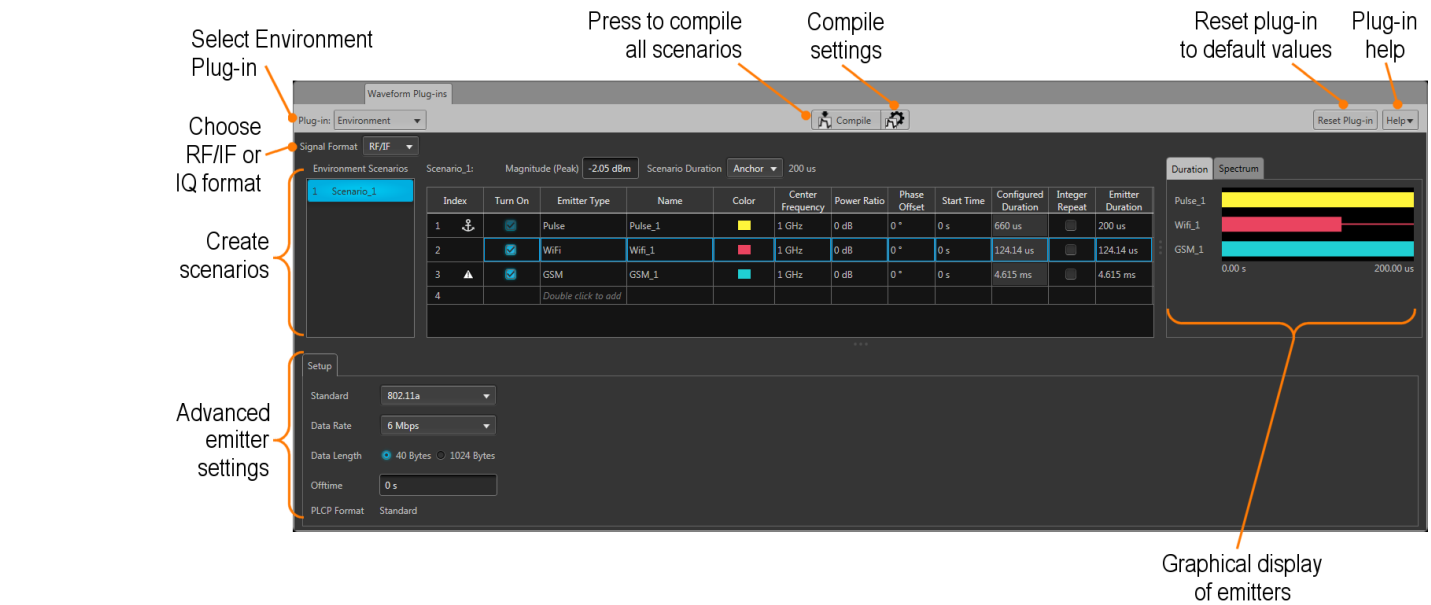 Press to compile
all scenarios
Compile
settings
Reset plug-in
to default values
Plug-in
help
Select Environment
Plug-in
Waveform Plug-ins
Plug-in: Environment
Compile
Reset Plug-in Help
Choose
RF/IF or
IQ format
Signal Format RF/IF
Environment Scenarios
1 Scenario_1
Scenario_1: Magnitude (Peak) -2.05 dBm Scenario Duration Anchor 200 us
Index Turn On Emitter Type Name Color Center Frequency Power Ratio Phase Offset Start Time Configured Duration Integer Repeat Emitter Duration
1 Pulse Pulse_1 1 GHz 0 dB 0 ° 0 s 660 us 200 us
2 WiFi Wifi_1 1 GHz 0 dB 0 ° 0 s 124.14 us 124.14 us
3 GSM GSM_1 1 GHz 0 dB 0 ° 0 s 4.615 ms 4.615 ms
4 Double click to add
Duration Spectrum
Pulse_1
Wifi_1
GSM_1
0.00 s 200.00 us
Create
scenarios
Setup
Standard 802.11a
Data Rate 6 Mbps
Data Length 40 Bytes 1024 Bytes
Offtime 0 s
PLCP Format Standard
Advanced
emitter
settings
Graphical display
of emitters